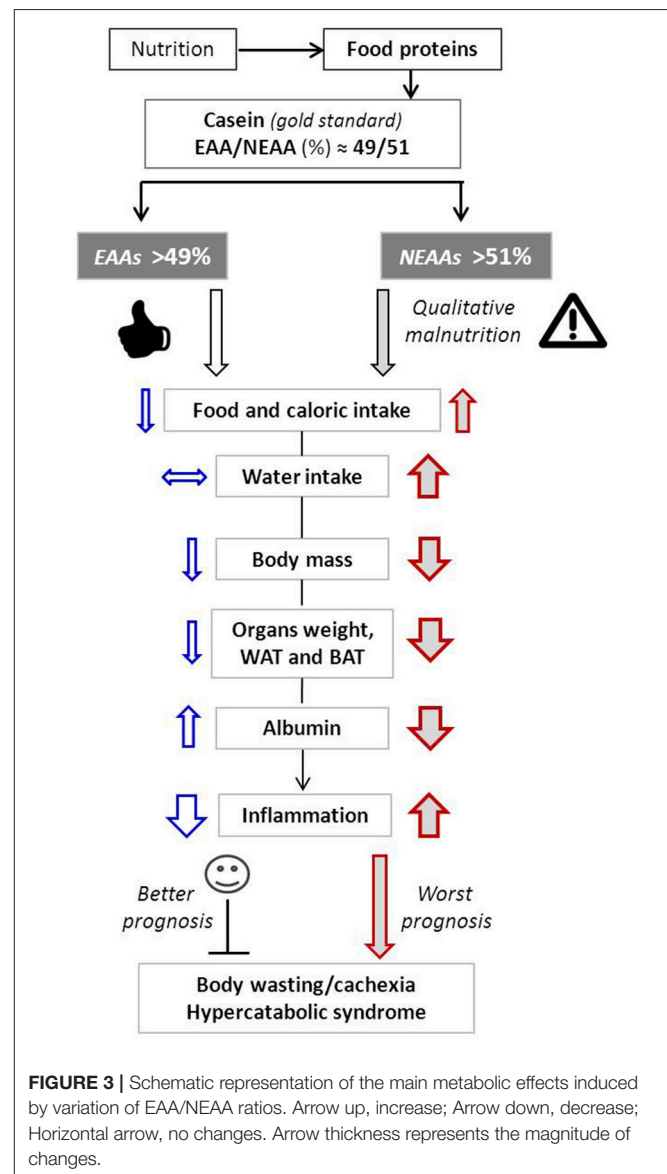 Nutrition
Food proteins
Casein (gold standard)
EAA/NEAA (%) ≈ 49/51
EAAs >49%
NEAAs >51%
Qualitative
malnutrition
Food and caloric intake
Water intake
Body mass
Organs weight,
WAT and BAT
Albumin
Inflammation
Better
prognosis
Worst
prognosis
Body wasting/cachexia
Hypercatabolic syndrome
FIGURE 3 | Schematic representation of the main metabolic effects induced
by variation of EAA/NEAA ratios. Arrow up, increase; Arrow down, decrease;
Horizontal arrow, no changes. Arrow thickness represents the magnitude of
changes.